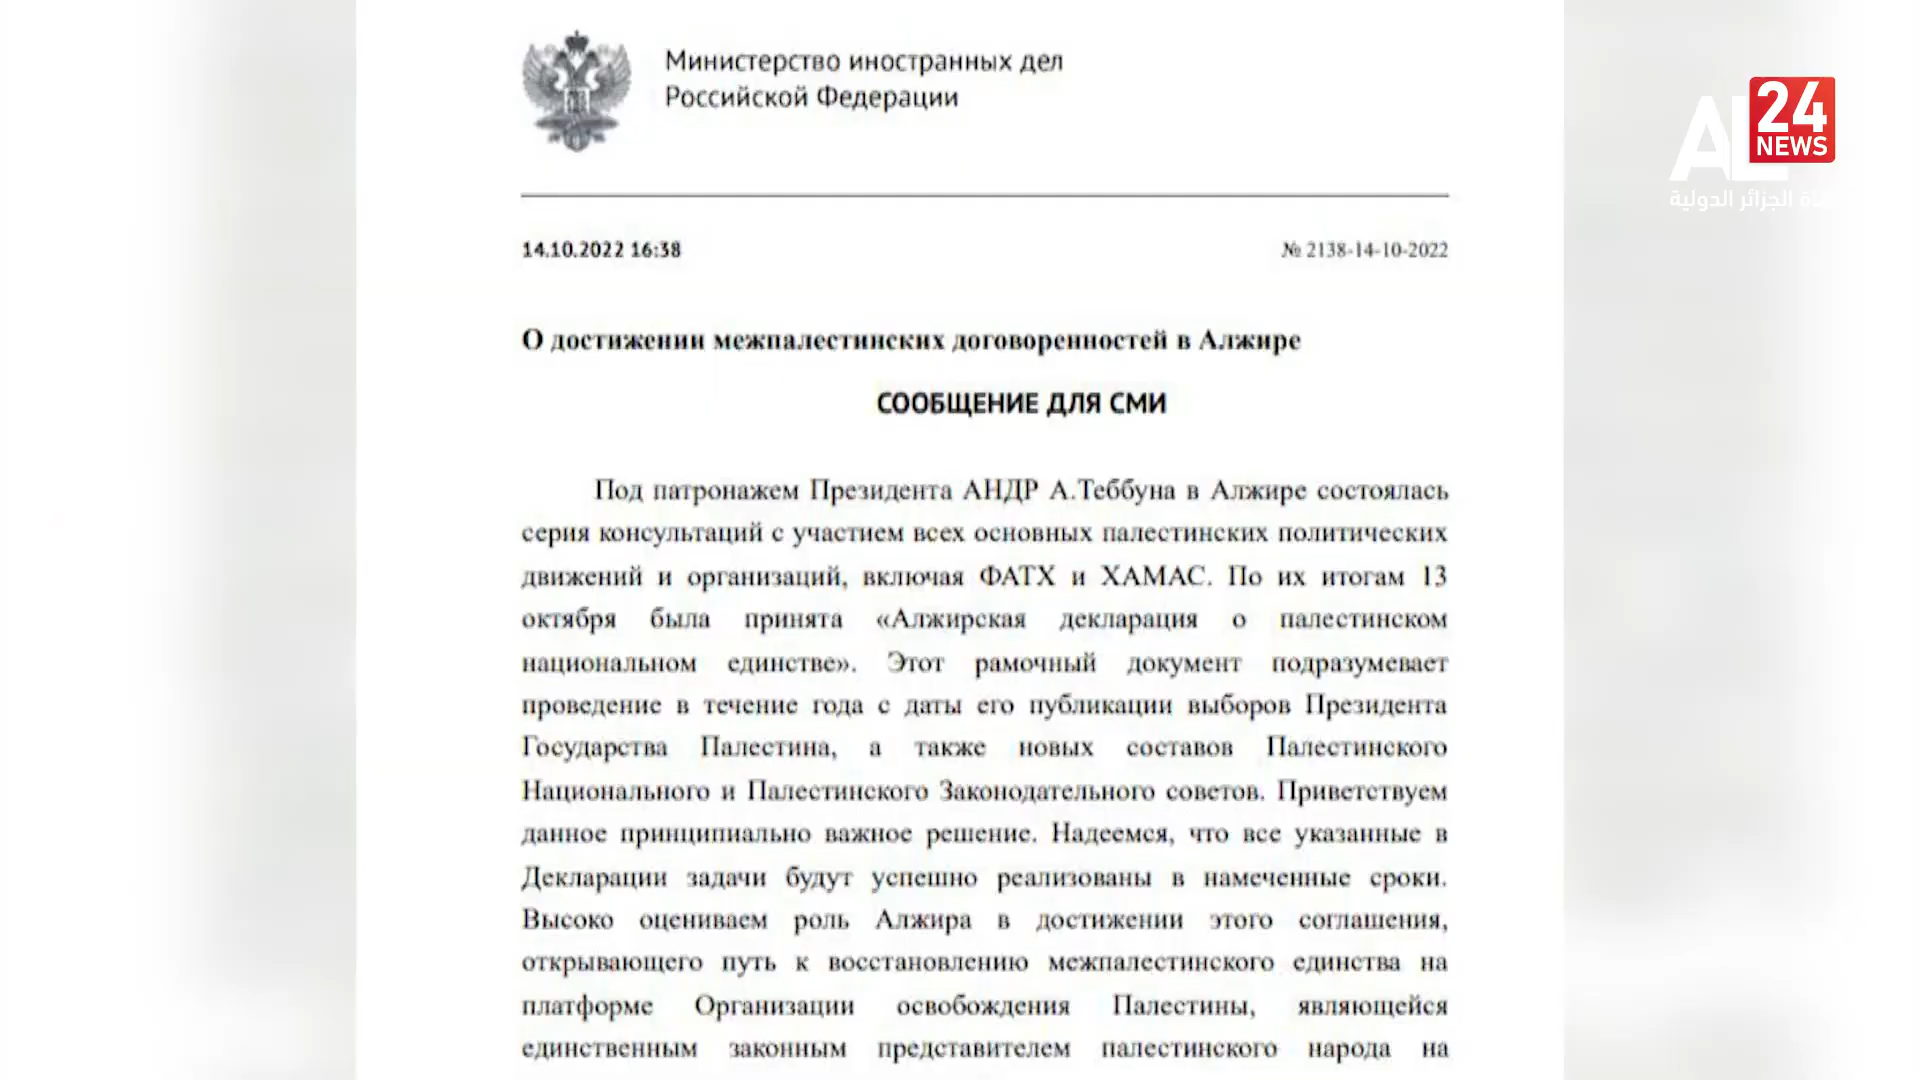 Министерство иностранных дел
Российской Федерации
AL
24
NEWS
الجزائر الدولية
14.10.2022 16:38
№ 2138-14-10-2022
О достижении межпалестинских договоренностей в Алжире
СООБЩЕНИЕ ДЛЯ СМИ
Под патронажем Президента АНДР А.Теббуна в Алжире состоялась
серия консультаций с участием всех основных палестинских политических
движений и организаций, включая ФАТХ и ХАМАС. По их итогам 13
октября была принята «Алжирская декларация о палестинском
национальном единстве». Этот рамочный документ подразумевает
проведение в течение года с даты его публикации выборов Президента
Государства Палестина, а также новых составов Палестинского
Национального и Палестинского Законодательного советов. Приветствуем
данное принципиально важное решение. Надеемся, что все указанные в
Декларации задачи будут успешно реализованы в намеченные сроки.
Высоко оцениваем роль Алжира в достижении этого соглашения,
открывающего путь к восстановлению межпалестинского единства на
платформе Организации освобождения Палестины, являющейся
единственным законным представителем палестинского народа на